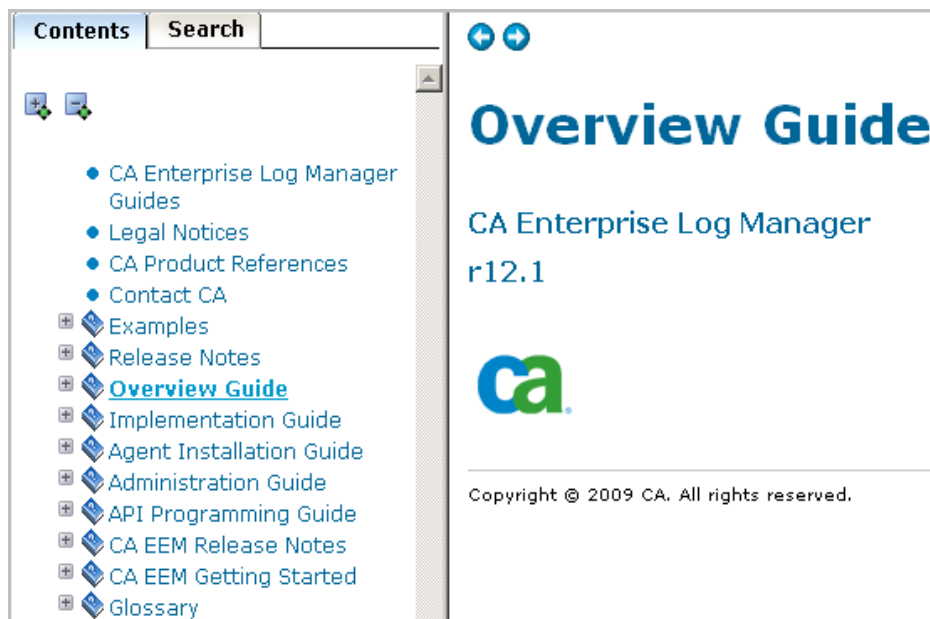 Contents
Search
CA Enterprise Log Manager
Guides
Legal Notices
CA Product References
Contact CA
Examples
Release Notes
Overview Guide
Implementation Guide
Agent Installation Guide
Administration Guide
API Programming Guide
CA EEM Release Notes
CA EEM Getting Started
Glossary
Overview Guide
CA Enterprise Log Manager
r12.1
ca
Copyright © 2009 CA. All rights reserved.